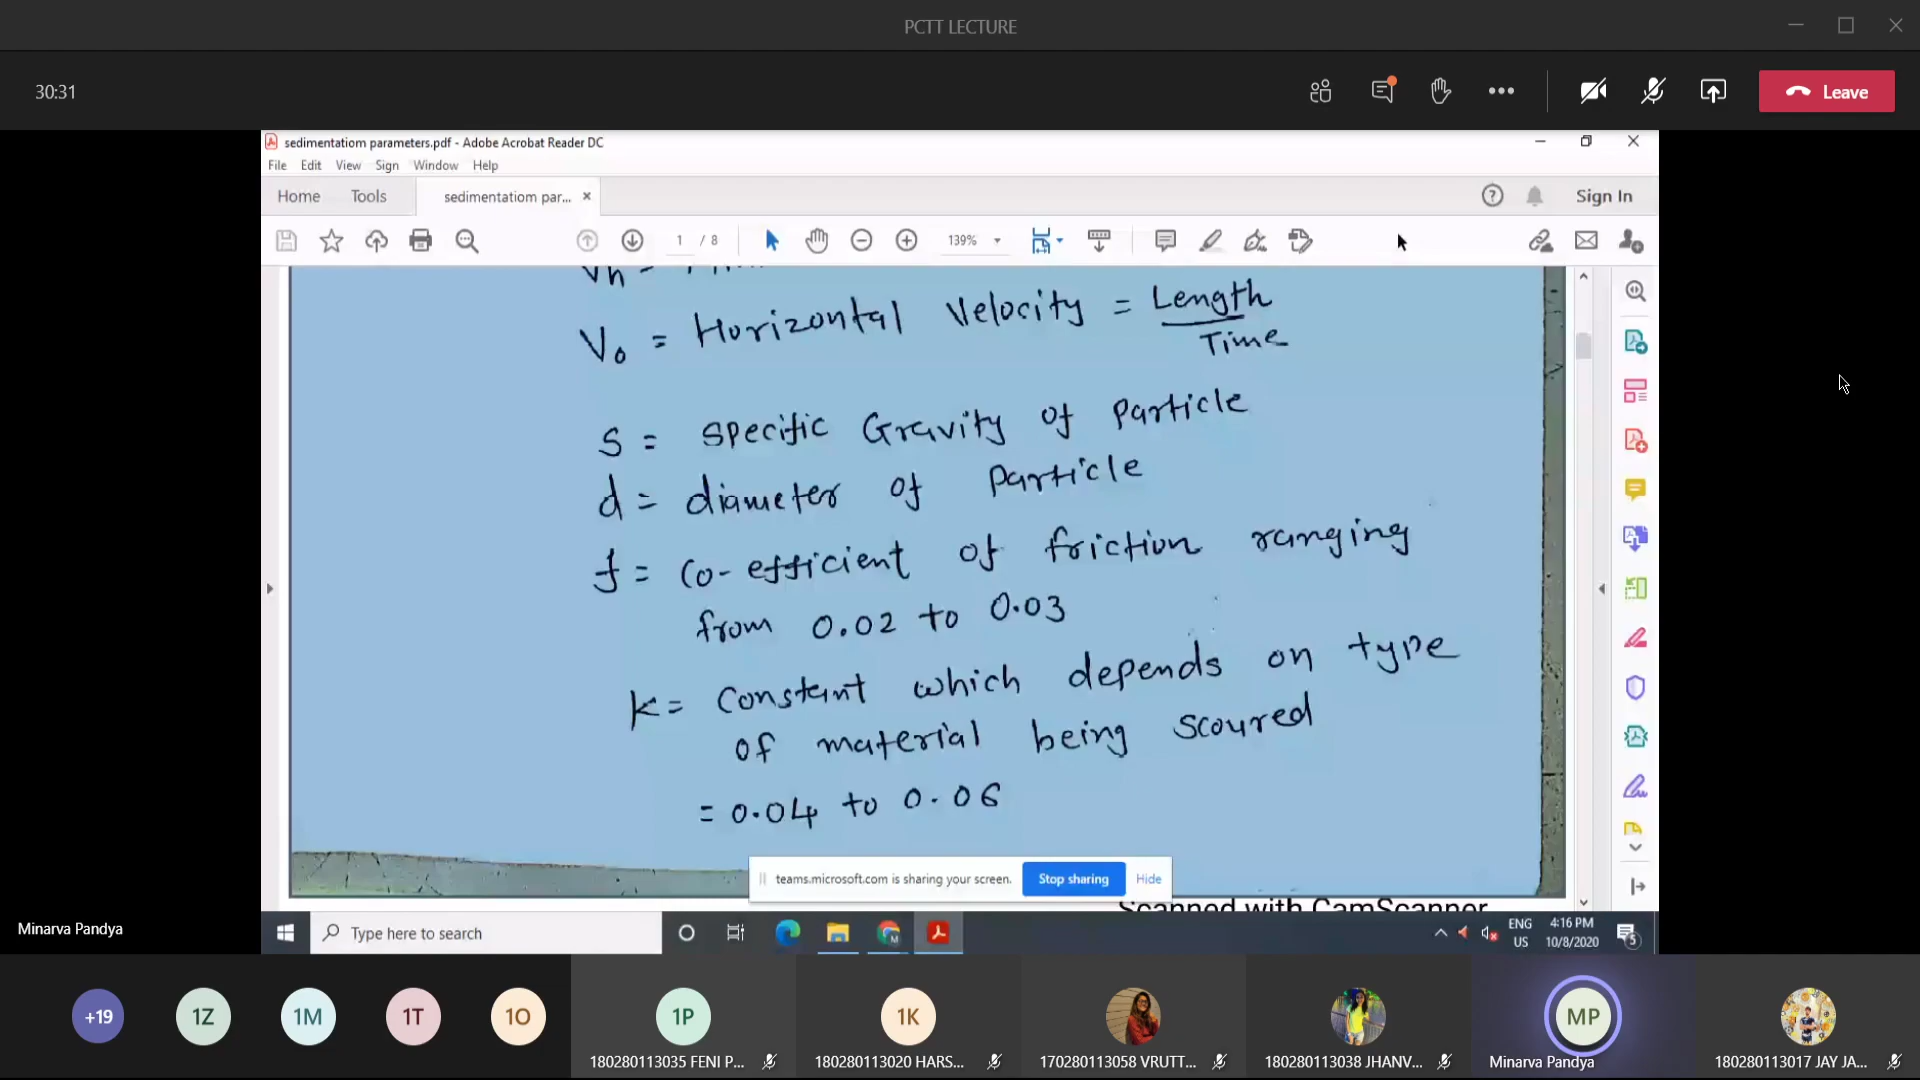 PCTT LECTURE
30:31
Leave
sedimentatiom parameters.pdf - Adobe Acrobat Reader DC
File Edit View Sign Window Help
Home Tools sedimentatiom par... × Sign In
1 / 8 139%
Vh =
Vo = Horizontal Velocity = Length
Time
S = specific Gravity of Particle
d = diameter of Particle
f = Co-efficient of friction ranging
from 0.02 to 0.03
K = Constant which depends on type
of material being scoured
= 0.04 to 0.06
teams.microsoft.com is sharing your screen. Stop sharing Hide
Scanned with CamScanner
Minarva Pandya
Type here to search
ENG
US
4:16 PM
10/8/2020
5
+19 1Z 1M 1T 1O 1P 1K MP
180280113035 FENI P... 180280113020 HARS... 170280113058 VRUTT... 180280113038 JHANV... Minarva Pandya 180280113017 JAY JA...